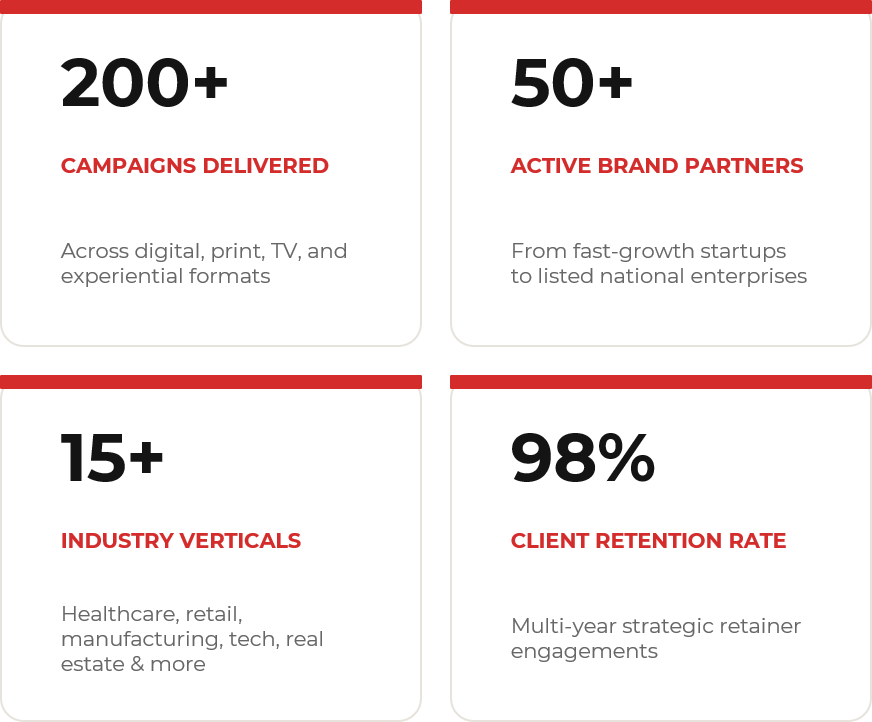 200+
CAMPAIGNS DELIVERED
Across digital, print, TV, and
experiential formats
50+
ACTIVE BRAND PARTNERS
From fast-growth startups
to listed national enterprises
15+
INDUSTRY VERTICALS
Healthcare, retail,
manufacturing, tech, real
estate & more
98%
CLIENT RETENTION RATE
Multi-year strategic retainer
engagements